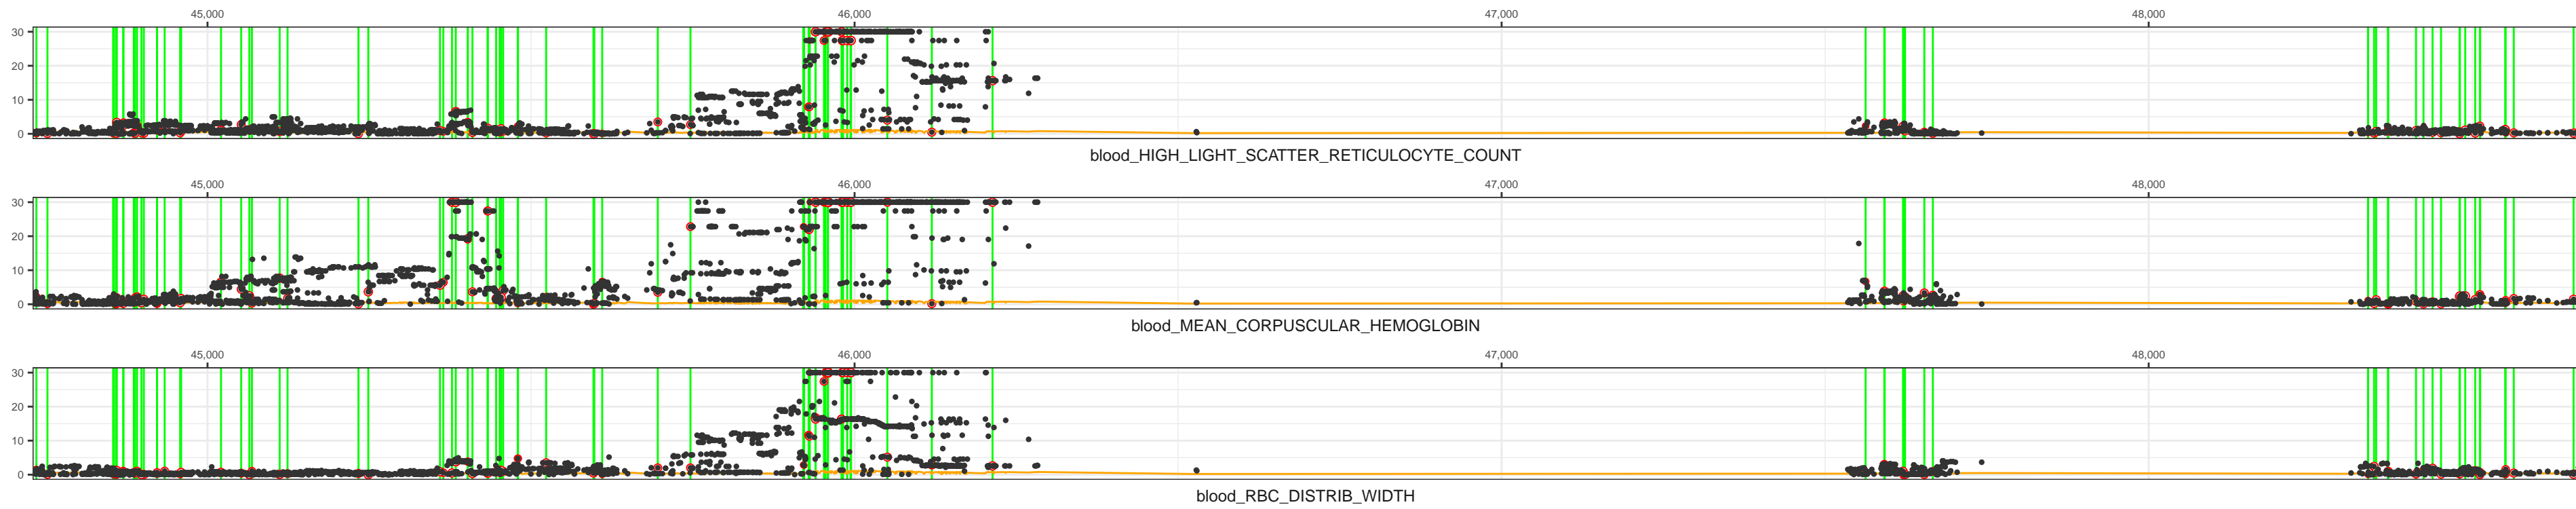 45,000 46,000 47,000 48,000
30
20
10
0
blood_HIGH_LIGHT_SCATTER_RETICULOCYTE_COUNT
45,000 46,000 47,000 48,000
30
20
10
0
blood_MEAN_CORPUSCULAR_HEMOGLOBIN
45,000 46,000 47,000 48,000
30
20
10
0
blood_RBC_DISTRIB_WIDTH